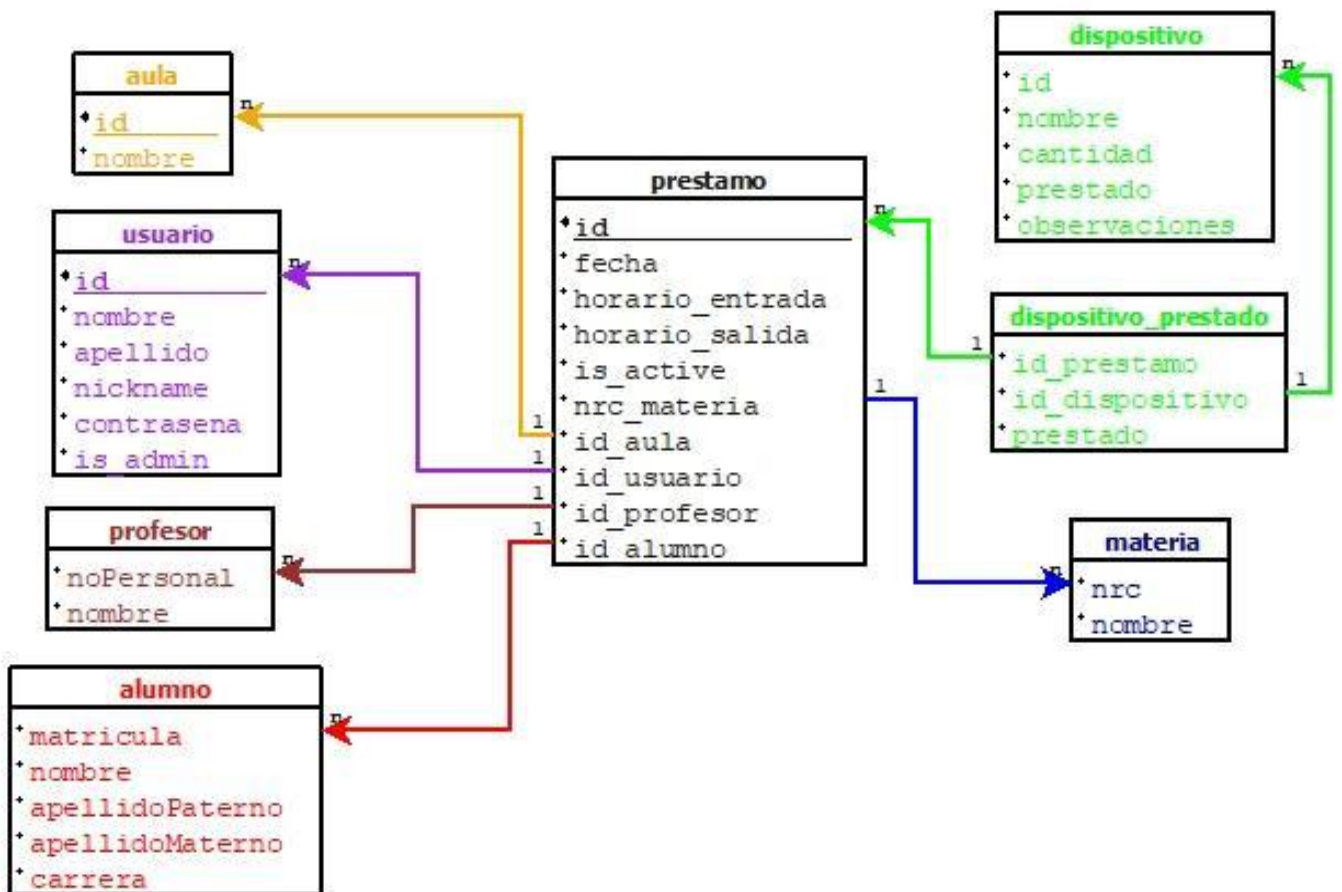 aula
id
nombre
n
usuario
id
nombre
apellido
nickname
contrasena
is_admin
n
profesor
noPersonal
nombre
n
alumno
matricula
nombre
apellidoPaterno
apellidoMaterno
carrera
n
prestamo
id
fecha
horario_entrada
horario_salida
is_active
nrc_materia
id_aula
id_usuario
id_profesor
id_alumno
n
1
1
1
1
1
dispositivo
id
nombre
cantidad
prestado
observaciones
n
dispositivo_prestado
id_prestamo
id_dispositivo
prestado
1
1
materia
nrc
nombre
n